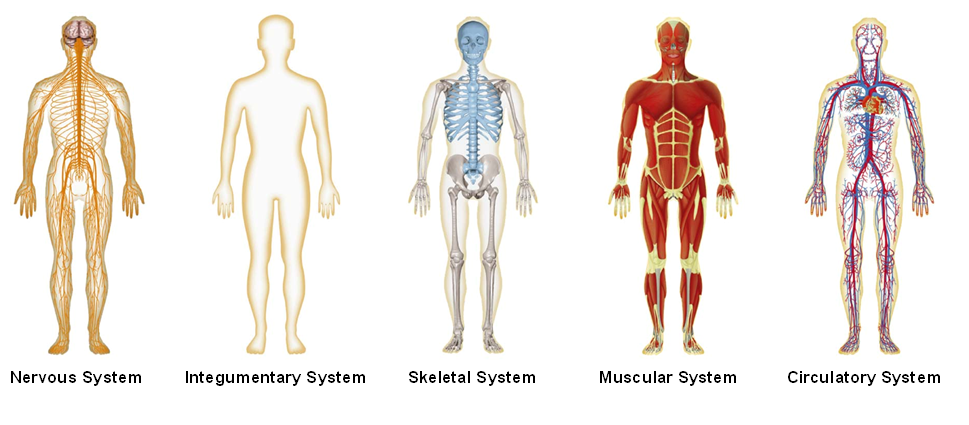 Nervous System
Integumentary System
Skeletal System
Muscular System
Circulatory System